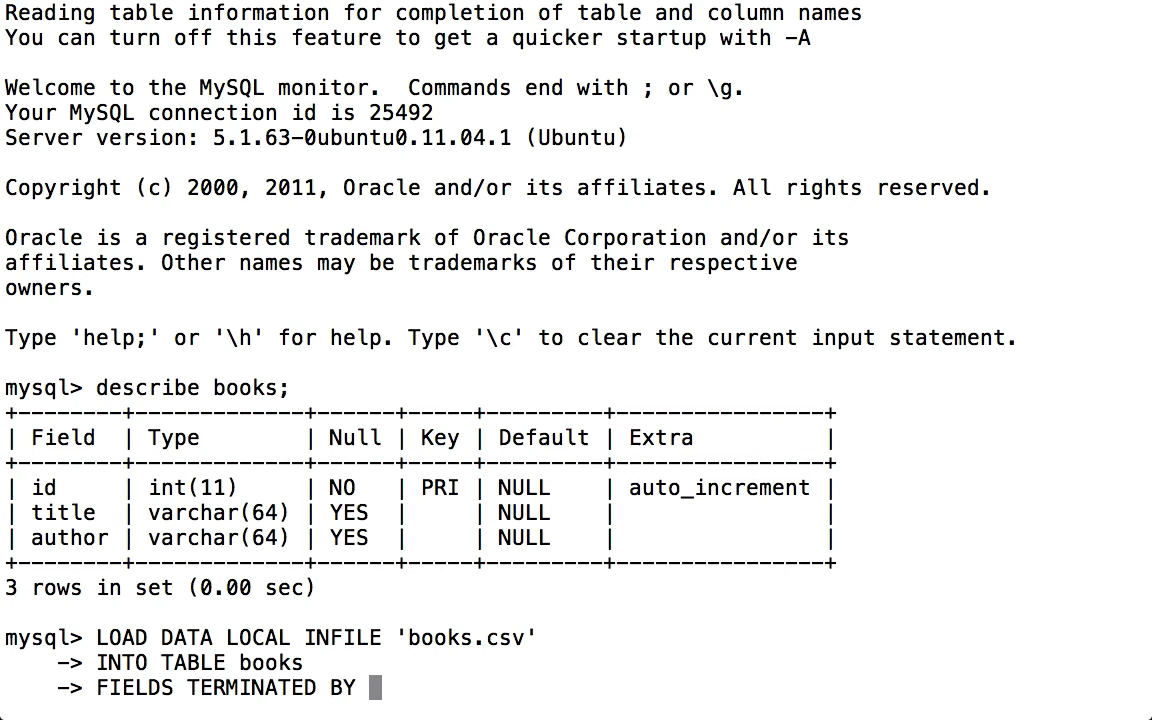 Reading table information for completion of table and column names
You can turn off this feature to get a quicker startup with -A
Welcome to the MySQL monitor.  Commands end with ; or \g.
Your MySQL connection id is 25492
Server version: 5.1.63-0ubuntu0.11.04.1 (Ubuntu)
Copyright (c) 2000, 2011, Oracle and/or its affiliates. All rights reserved.
Oracle is a registered trademark of Oracle Corporation and/or its
affiliates. Other names may be trademarks of their respective
owners.
Type 'help;' or '\h' for help. Type '\c' to clear the current input statement.
mysql> describe books;
+--------+-------------+------+-----+---------+----------------+
| Field  | Type        | Null | Key | Default | Extra          |
+--------+-------------+------+-----+---------+----------------+
| id     | int(11)     | NO   | PRI | NULL    | auto_increment |
| title  | varchar(64) | YES  |     | NULL    |                |
| author | varchar(64) | YES  |     | NULL    |                |
+--------+-------------+------+-----+---------+----------------+
3 rows in set (0.00 sec)
mysql> LOAD DATA LOCAL INFILE 'books.csv'
    -> INTO TABLE books
    -> FIELDS TERMINATED BY